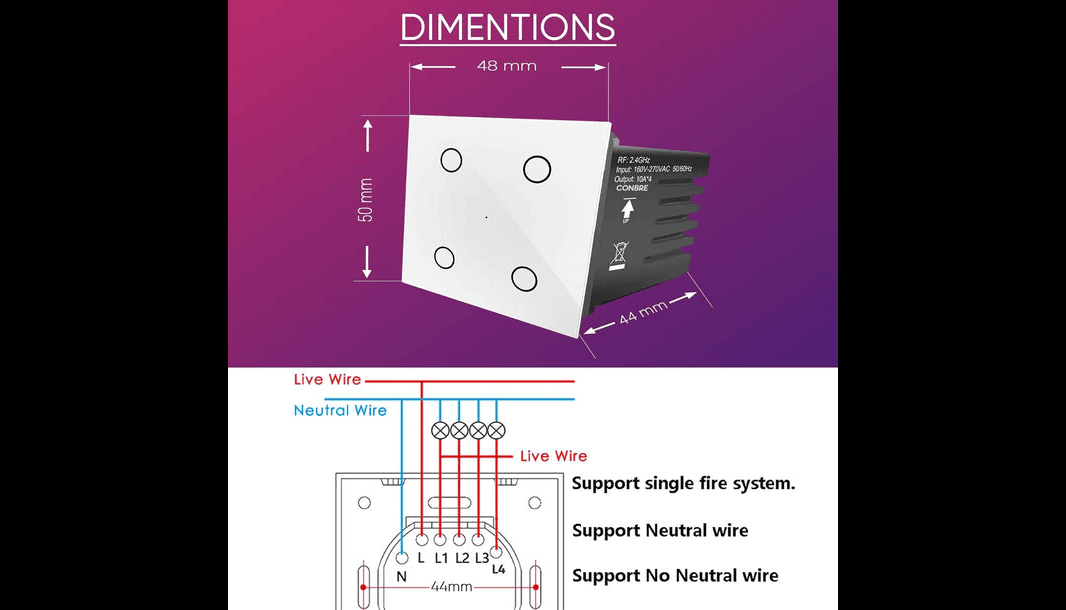 DIMENTIONS
48 mm
50 mm
RF: 2.4GHz
Input: 160V-270VAC 50/60Hz
Output: 10A*4
CONBRE
UP
44 mm
Live Wire
Neutral Wire
Live Wire
Support single fire system.
Support Neutral wire
L L1 L2 L3
L4
N
Support No Neutral wire
44mm